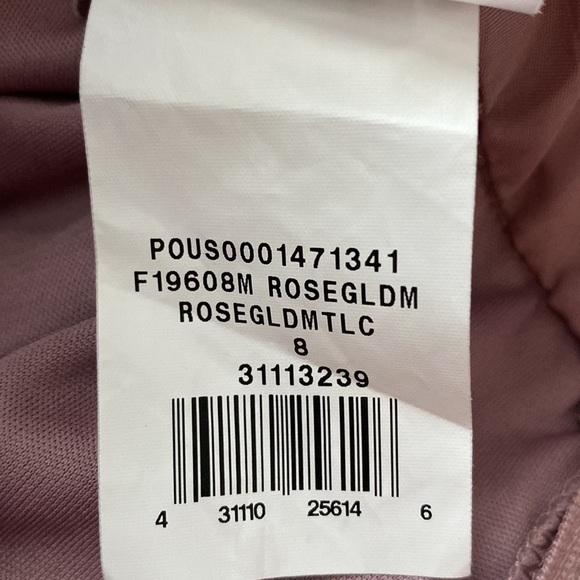 POUS0001471341
F19608M ROSEGLDM
ROSEGLDMTLC
8
31113239
4 31110 25614 6